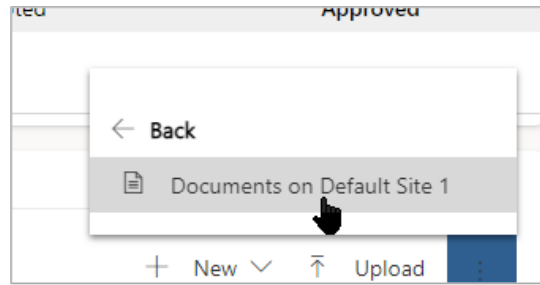 Approved
Back
Documents on Default Site 1
New
Upload